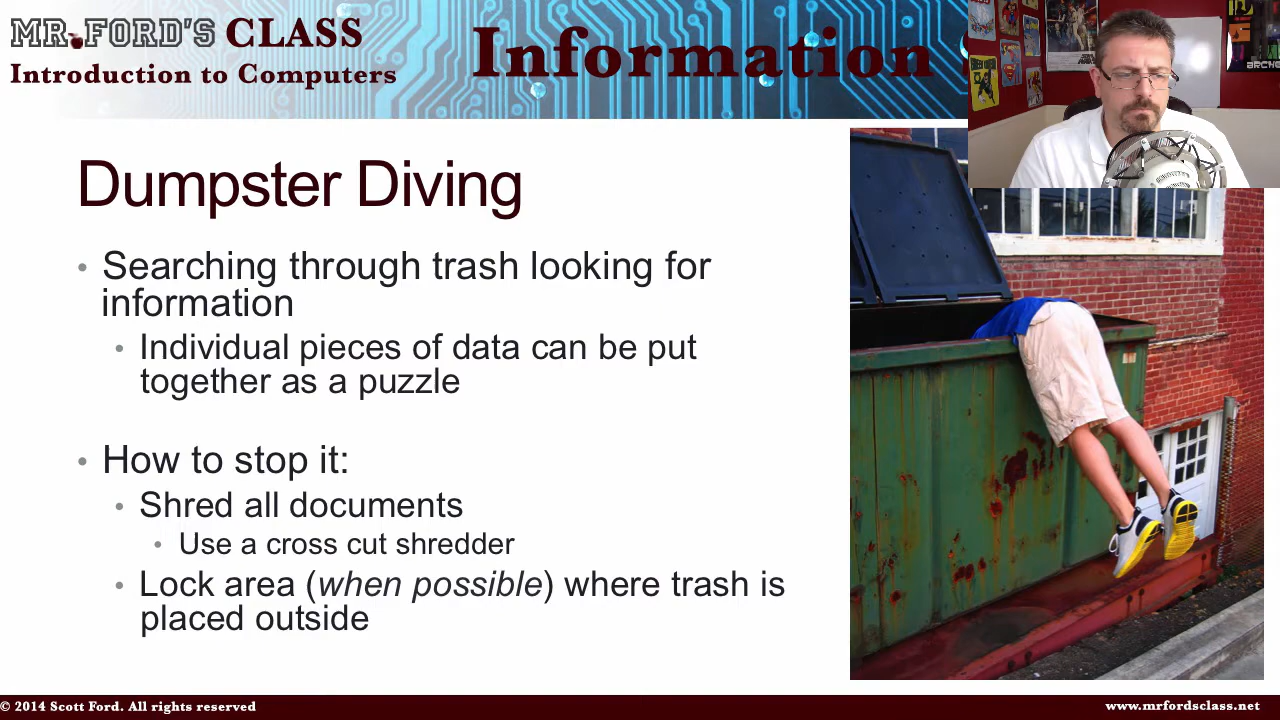 MR. FORD'S CLASS
Introduction to Computers
Information
Dumpster Diving
• Searching through trash looking for
information
• Individual pieces of data can be put
together as a puzzle
• How to stop it:
• Shred all documents
• Use a cross cut shredder
• Lock area (when possible) where trash is
placed outside
© 2014 Scott Ford. All rights reserved
www.mrfordsclass.net